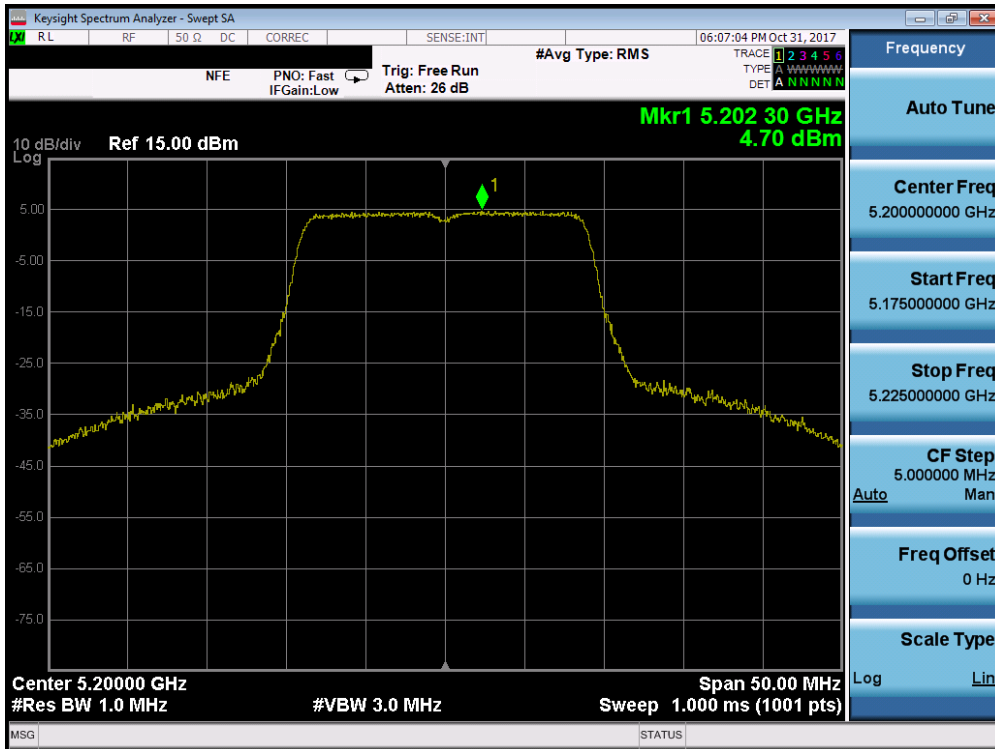 Keysight Spectrum Analyzer - Swept SA
LXI RL RF 50 Ω DC CORREC SENSE:INT 06:07:04 PM Oct 31, 2017
NFE PNO: Fast Trig: Free Run #Avg Type: RMS TRACE 1 2 3 4 5 6
IFGain:Low Atten: 26 dB TYPE A WWWWW
DET A N N N N N
Mkr1 5.202 30 GHz
4.70 dBm
10 dB/div Ref 15.00 dBm
Log
1
5.00
-5.00
-15.0
-25.0
-35.0
-45.0
-55.0
-65.0
-75.0
Center 5.20000 GHz Span 50.00 MHz
#Res BW 1.0 MHz #VBW 3.0 MHz Sweep 1.000 ms (1001 pts)
Frequency
Auto Tune
Center Freq
5.200000000 GHz
Start Freq
5.175000000 GHz
Stop Freq
5.225000000 GHz
CF Step
5.000000 MHz
Auto Man
Freq Offset
0 Hz
Scale Type
Log Lin
MSG STATUS